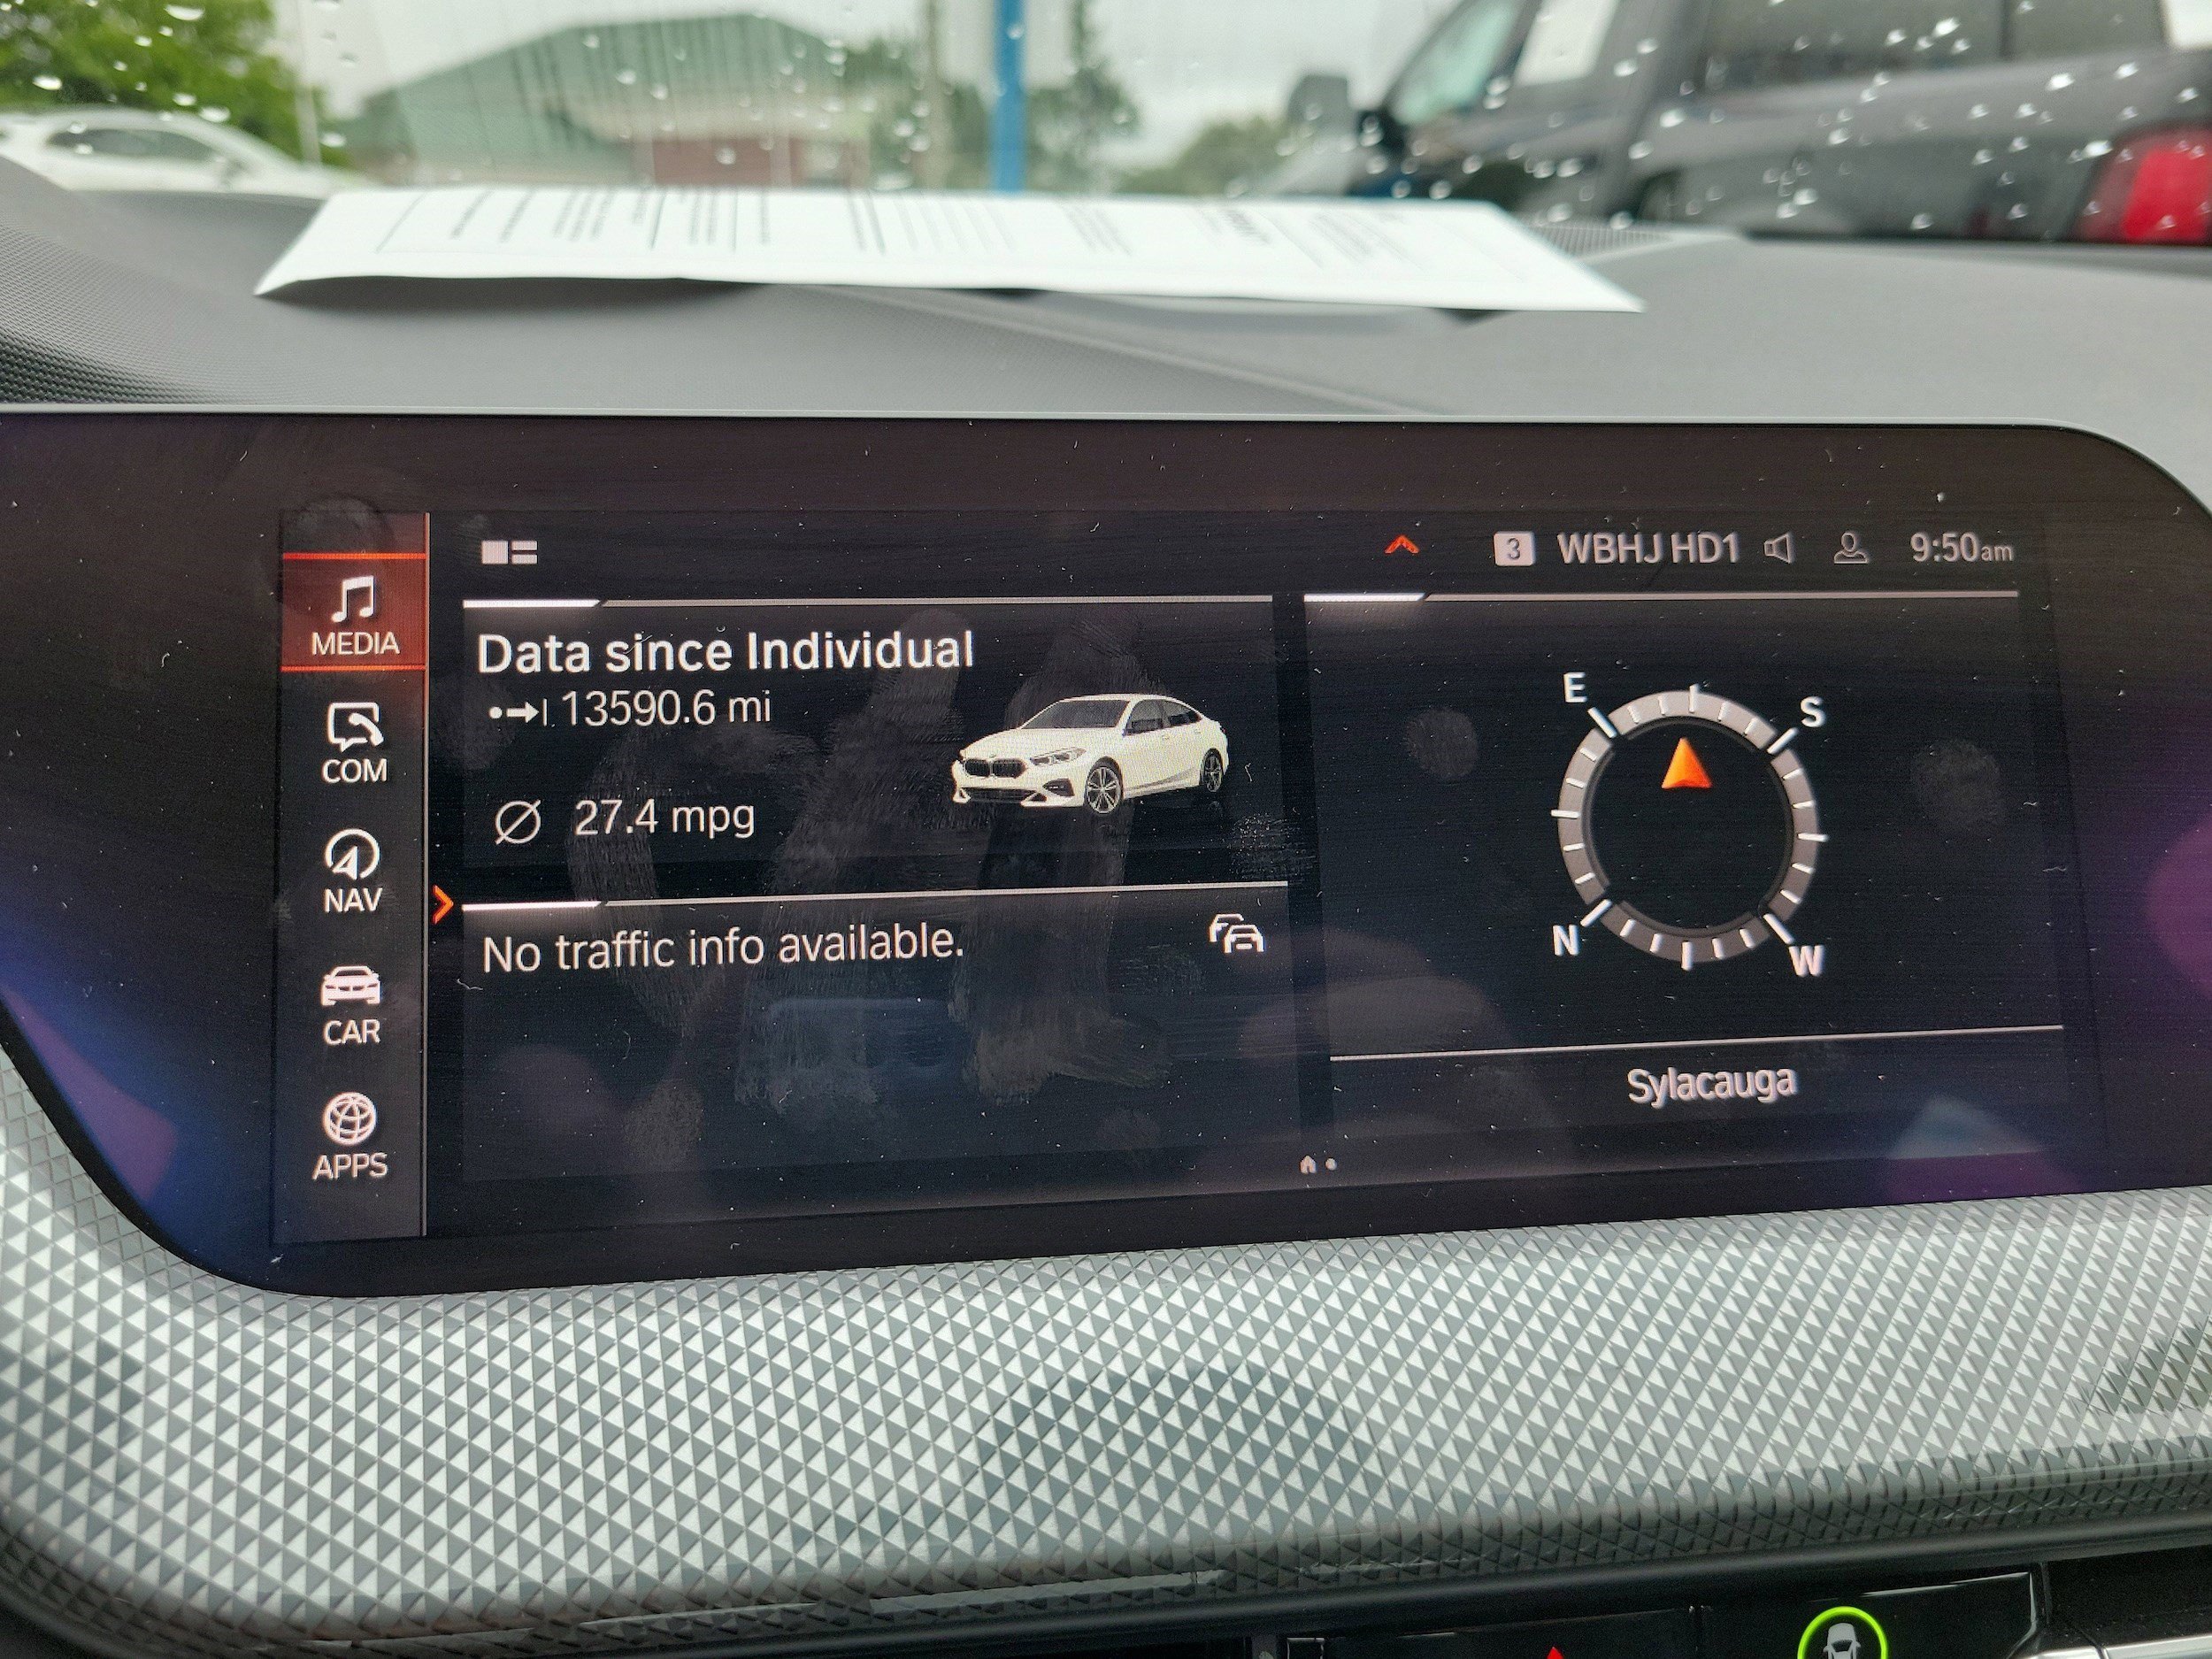 3 WBHJ HD1 9:50am
MEDIA
COM
NAV
CAR
APPS
Data since Individual
13590.6 mi
27.4 mpg
No traffic info available.
E
S
N
W
Sylacauga